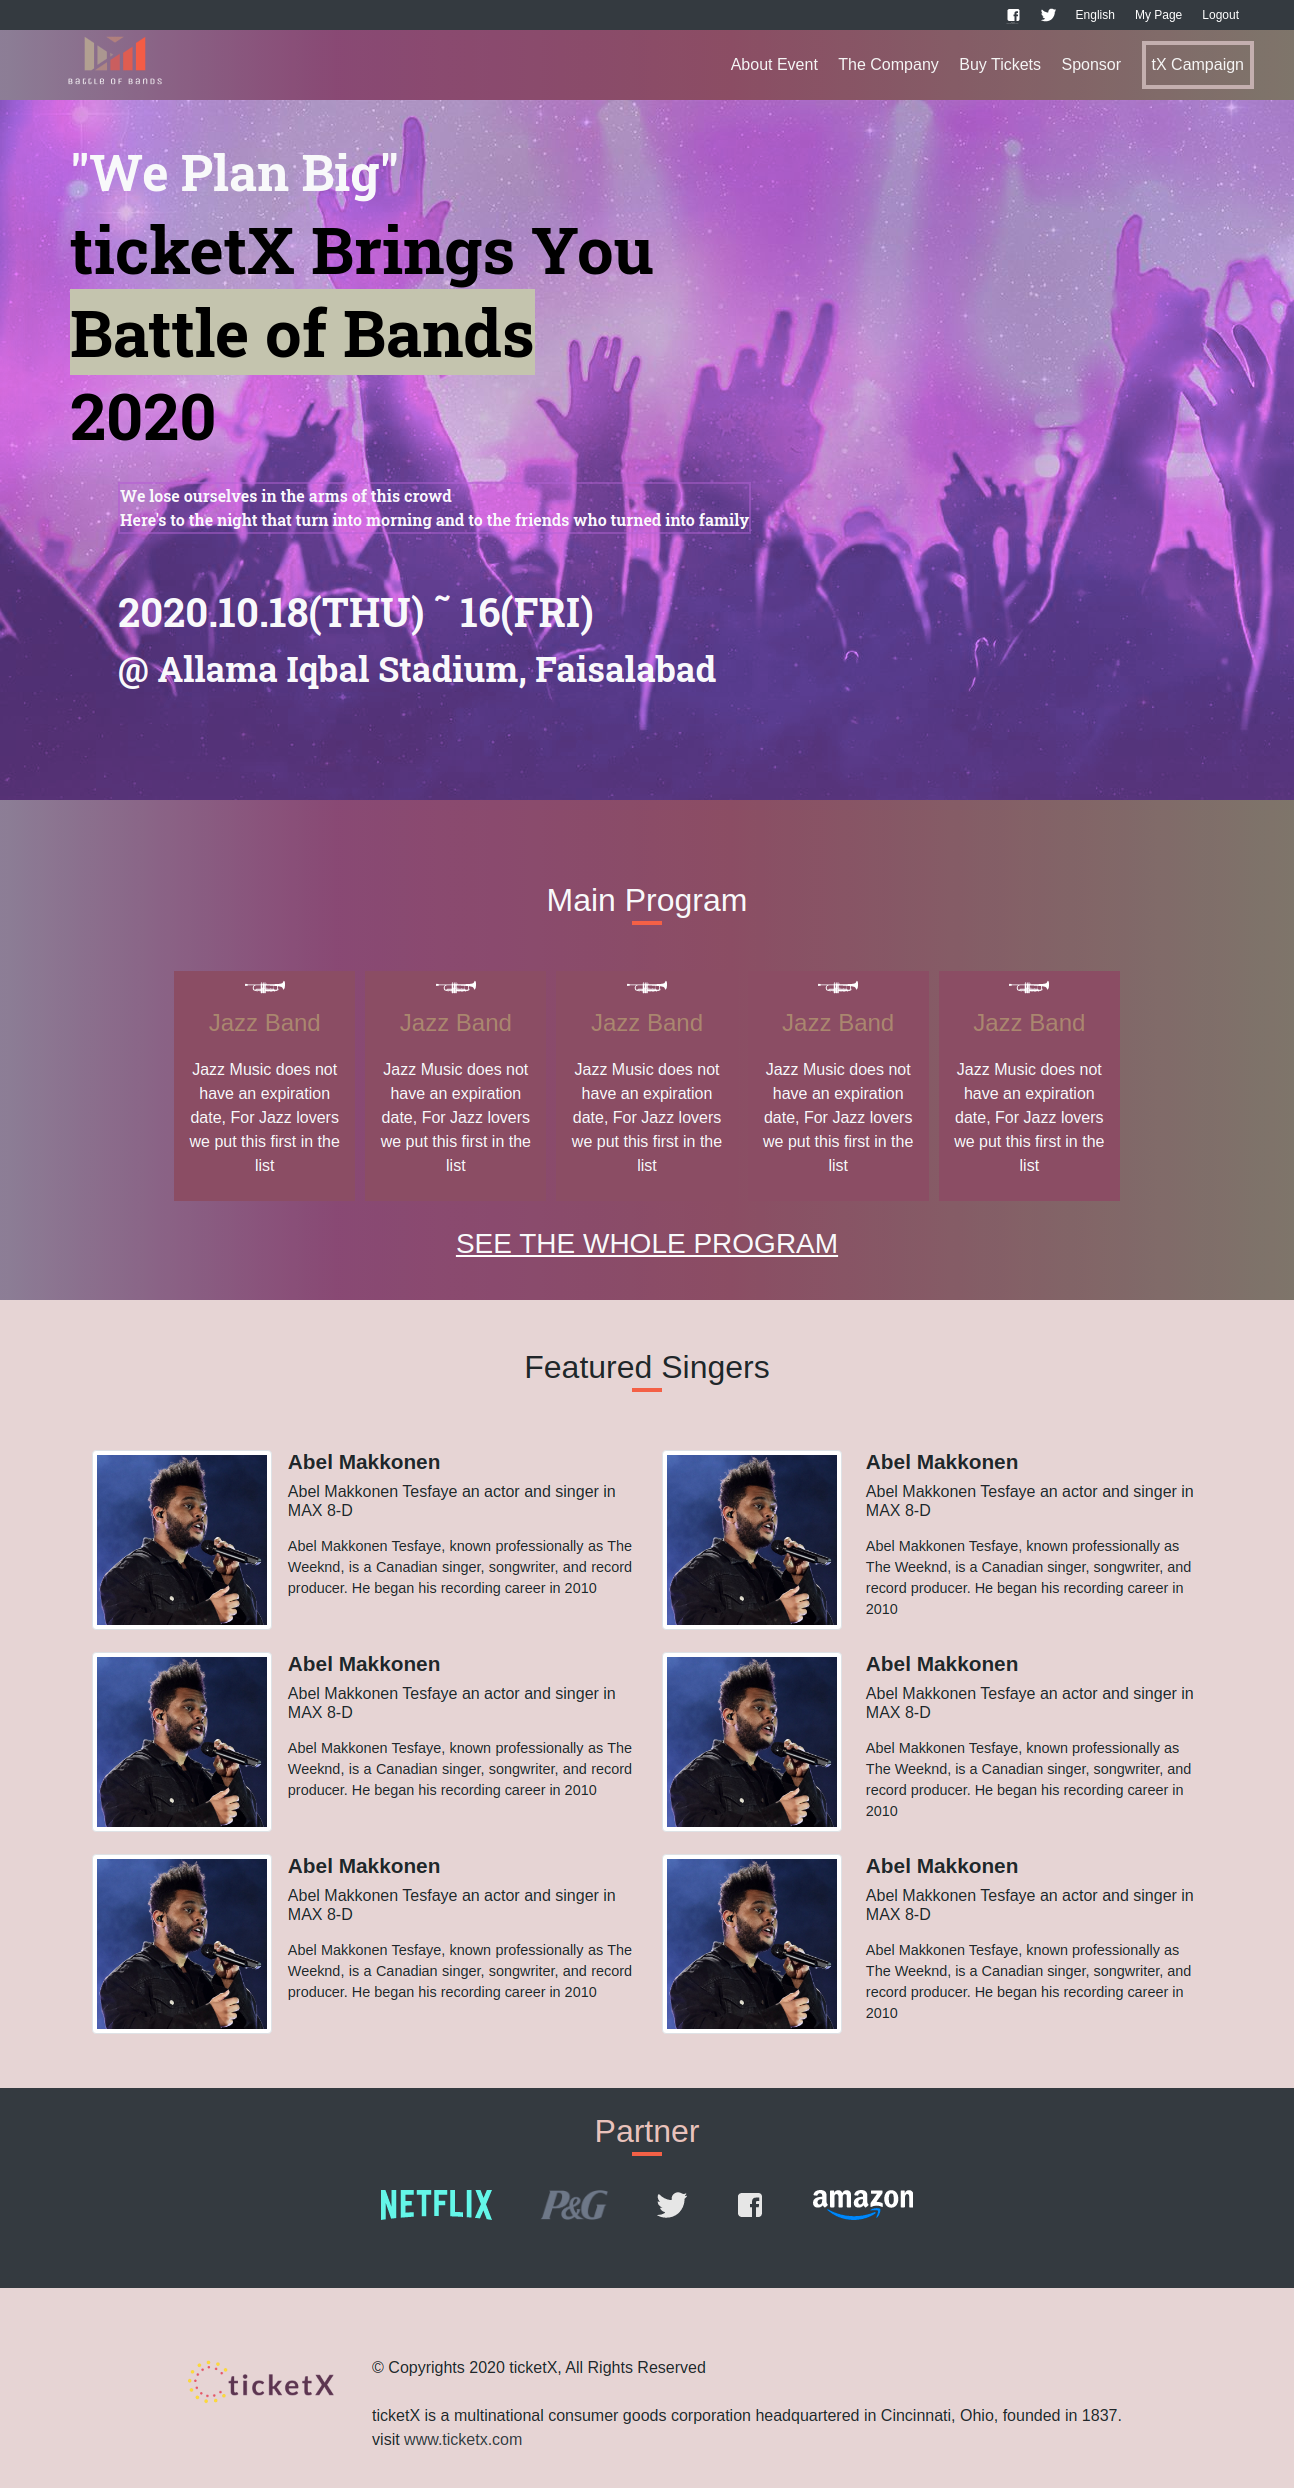 English My Page Logout
BATTLE OF BANDS
About Event The Company Buy Tickets Sponsor tX Campaign
"We Plan Big"
ticketX Brings You
Battle of Bands
2020
We lose ourselves in the arms of this crowd
Here's to the night that turn into morning and to the friends who turned into family
2020.10.18(THU) ~ 16(FRI)
@ Allama Iqbal Stadium, Faisalabad
Main Program
Jazz Band
Jazz Music does not
have an expiration
date, For Jazz lovers
we put this first in the
list
Jazz Band
Jazz Music does not
have an expiration
date, For Jazz lovers
we put this first in the
list
Jazz Band
Jazz Music does not
have an expiration
date, For Jazz lovers
we put this first in the
list
Jazz Band
Jazz Music does not
have an expiration
date, For Jazz lovers
we put this first in the
list
Jazz Band
Jazz Music does not
have an expiration
date, For Jazz lovers
we put this first in the
list
SEE THE WHOLE PROGRAM
Featured Singers
Abel Makkonen
Abel Makkonen Tesfaye an actor and singer in
MAX 8-D
Abel Makkonen Tesfaye, known professionally as The
Weeknd, is a Canadian singer, songwriter, and record
producer. He began his recording career in 2010
Abel Makkonen
Abel Makkonen Tesfaye an actor and singer in
MAX 8-D
Abel Makkonen Tesfaye, known professionally as
The Weeknd, is a Canadian singer, songwriter, and
record producer. He began his recording career in
2010
Abel Makkonen
Abel Makkonen Tesfaye an actor and singer in
MAX 8-D
Abel Makkonen Tesfaye, known professionally as The
Weeknd, is a Canadian singer, songwriter, and record
producer. He began his recording career in 2010
Abel Makkonen
Abel Makkonen Tesfaye an actor and singer in
MAX 8-D
Abel Makkonen Tesfaye, known professionally as
The Weeknd, is a Canadian singer, songwriter, and
record producer. He began his recording career in
2010
Abel Makkonen
Abel Makkonen Tesfaye an actor and singer in
MAX 8-D
Abel Makkonen Tesfaye, known professionally as The
Weeknd, is a Canadian singer, songwriter, and record
producer. He began his recording career in 2010
Abel Makkonen
Abel Makkonen Tesfaye an actor and singer in
MAX 8-D
Abel Makkonen Tesfaye, known professionally as
The Weeknd, is a Canadian singer, songwriter, and
record producer. He began his recording career in
2010
Partner
NETFLIX P&G amazon
ticketX
© Copyrights 2020 ticketX, All Rights Reserved
ticketX is a multinational consumer goods corporation headquartered in Cincinnati, Ohio, founded in 1837.
visit www.ticketx.com